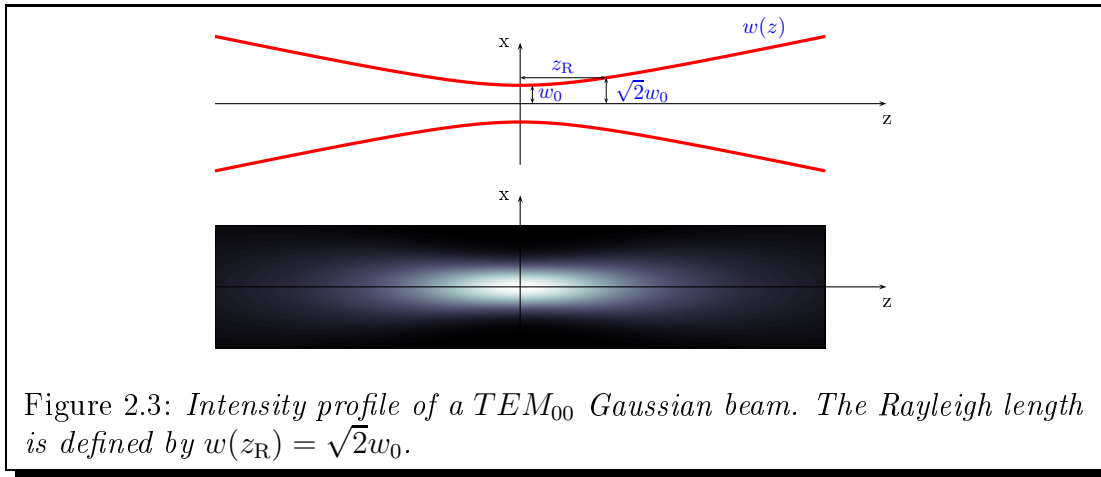 w(z)
x
z_R
w_0
√2w_0
z
x
z
Figure 2.3: Intensity profile of a TEM_00 Gaussian beam. The Rayleigh length
is defined by w(z_R) = √2w_0.